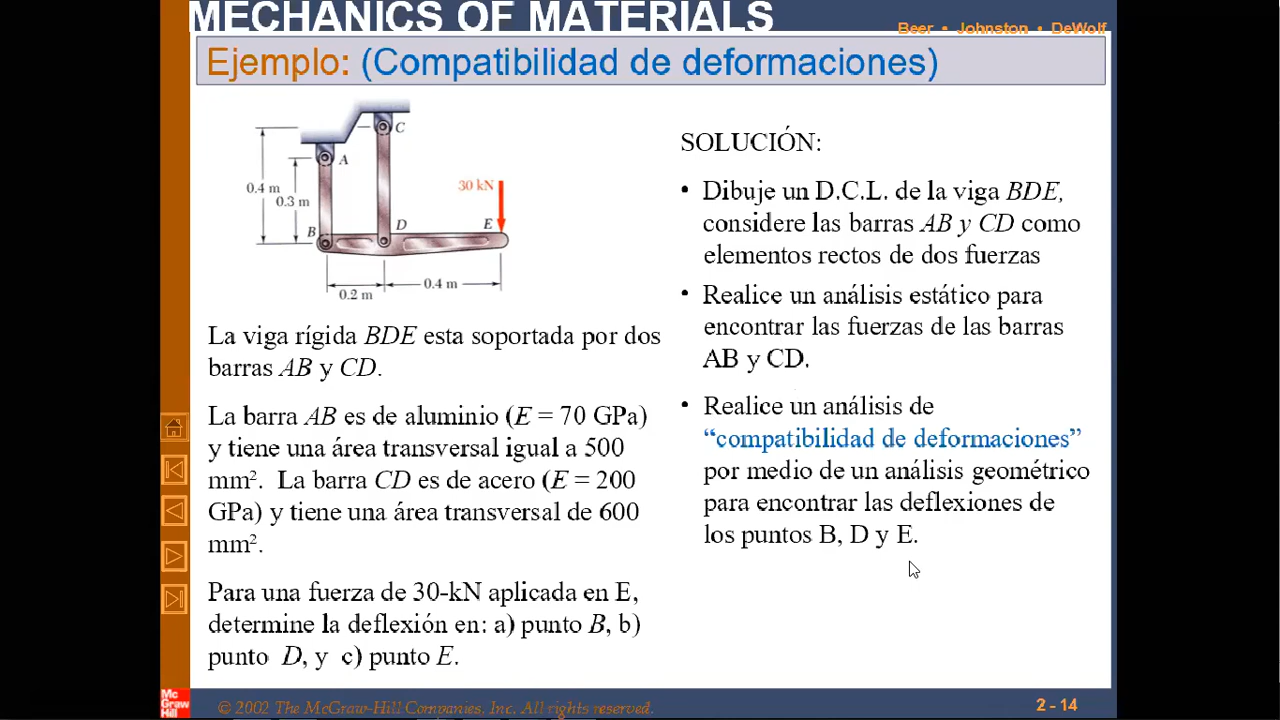 MECHANICS OF MATERIALS
Beer • Johnston • DeWolf
Ejemplo: (Compatibilidad de deformaciones)
C
A
0.4 m
0.3 m
30 kN
B
D
E
0.2 m
0.4 m
La viga rígida BDE esta soportada por dos
barras AB y CD.
La barra AB es de aluminio (E = 70 GPa)
y tiene una área transversal igual a 500
mm². La barra CD es de acero (E = 200
GPa) y tiene una área transversal de 600
mm².
Para una fuerza de 30-kN aplicada en E,
determine la deflexión en: a) punto B, b)
punto D, y c) punto E.
SOLUCIÓN:
• Dibuje un D.C.L. de la viga BDE,
considere las barras AB y CD como
elementos rectos de dos fuerzas
• Realice un análisis estático para
encontrar las fuerzas de las barras
AB y CD.
• Realice un análisis de
“compatibilidad de deformaciones”
por medio de un análisis geométrico
para encontrar las deflexiones de
los puntos B, D y E.
Mc
Graw
Hill
© 2002 The McGraw-Hill Companies, Inc. All rights reserved.
2 - 14